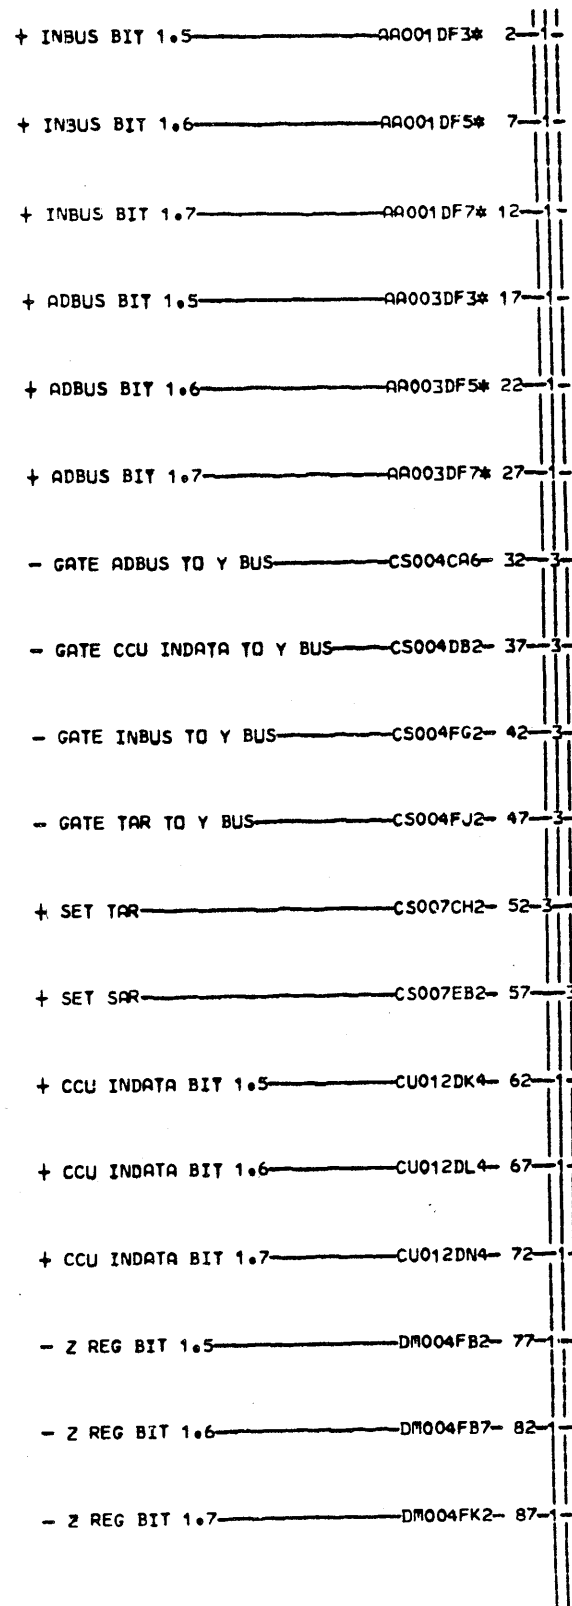 + INBUS BIT 1.5 AA001DF3* 2 1
+ INBUS BIT 1.6 AA001DF5* 7 1
+ INBUS BIT 1.7 AA001DF7* 12 1
+ ADBUS BIT 1.5 AA003DF3* 17 1
+ ADBUS BIT 1.6 AA003DF5* 22 1
+ ADBUS BIT 1.7 AA003DF7* 27 1
- GATE ADBUS TO Y BUS CS004CA6- 32 3
- GATE CCU INDATA TO Y BUS CS004DB2- 37 3
- GATE INBUS TO Y BUS CS004FG2- 42 3
- GATE TAR TO Y BUS CS004FJ2- 47 3
+ SET TAR CS007CH2- 52 3
+ SET SAR CS007EB2- 57 3
+ CCU INDATA BIT 1.5 CU012DK4- 62 1
+ CCU INDATA BIT 1.6 CU012DL4- 67 1
+ CCU INDATA BIT 1.7 CU012DN4- 72 1
- Z REG BIT 1.5 DM004FB2- 77 1
- Z REG BIT 1.6 DM004FB7- 82 1
- Z REG BIT 1.7 DM004FK2- 87 1